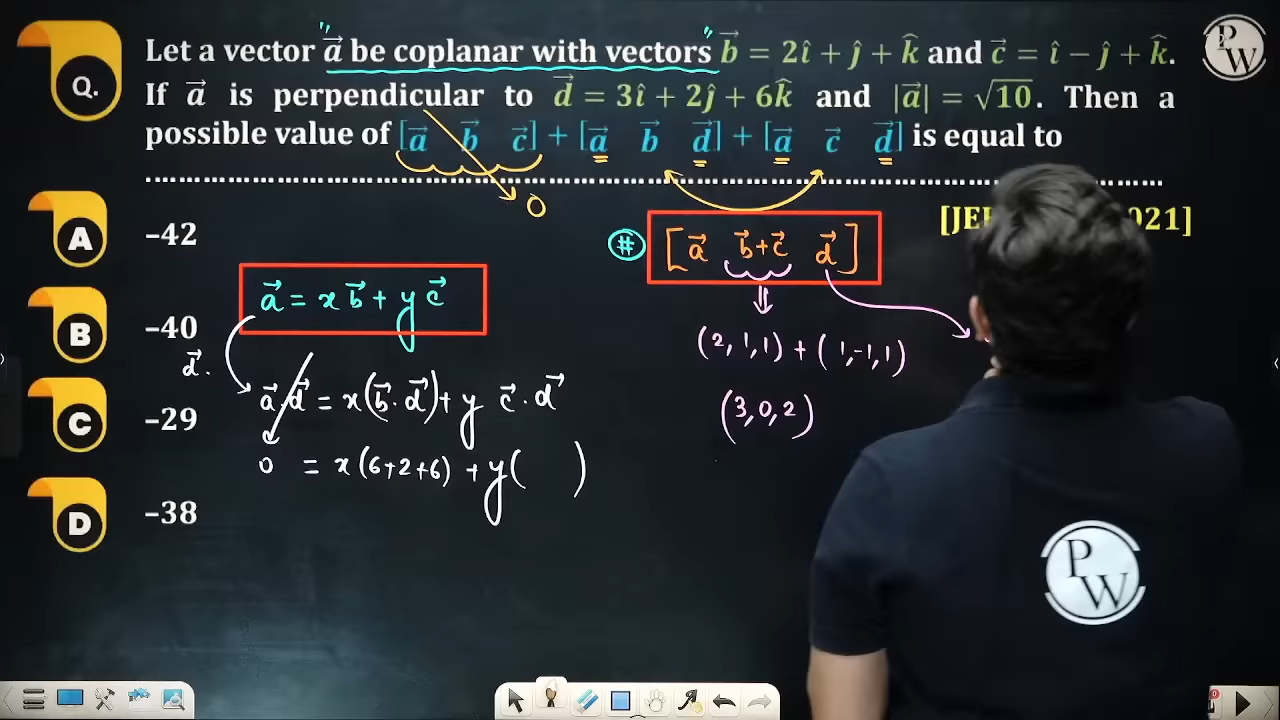 Q.
Let a vector "a⃗ be coplanar with vectors" b⃗ = 2î + ĵ + k̂ and c⃗ = î − ĵ + k̂.
If a⃗ is perpendicular to d⃗ = 3î + 2ĵ + 6k̂ and |a⃗| = √10. Then a
possible value of [a⃗ b⃗ c⃗] + [a⃗ b⃗ d⃗] + [a⃗ c⃗ d⃗] is equal to
0
2021]
A –42
B –40
C –29
D –38
a⃗ = x b⃗ + y c⃗
d⃗.
a⃗ · d⃗ = x(b⃗ · d⃗) + y c⃗ · d⃗
0 = x(6+2+6) + y( )
# [a⃗ b⃗+c⃗ d⃗]
(2,1,1) + (1,-1,1)
(3,0,2)
PW
PW